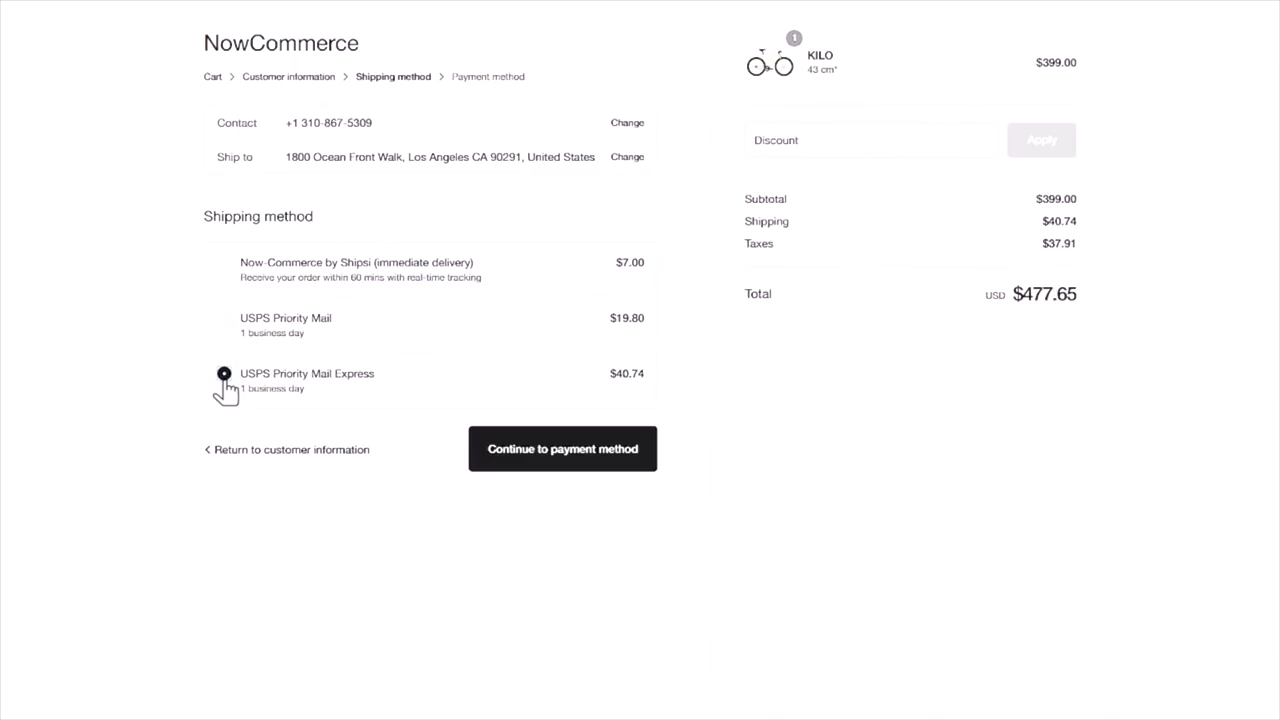 NowCommerce
Cart > Customer information > Shipping method > Payment method
Contact +1 310-867-5309 Change
Ship to 1800 Ocean Front Walk, Los Angeles CA 90291, United States Change
Shipping method
Now-Commerce by Shipsi (immediate delivery) $7.00
Receive your order within 60 mins with real-time tracking
USPS Priority Mail $19.80
1 business day
USPS Priority Mail Express $40.74
1 business day
< Return to customer information
Continue to payment method
1
KILO $399.00
43 cm"
Discount Apply
Subtotal $399.00
Shipping $40.74
Taxes $37.91
Total USD $477.65